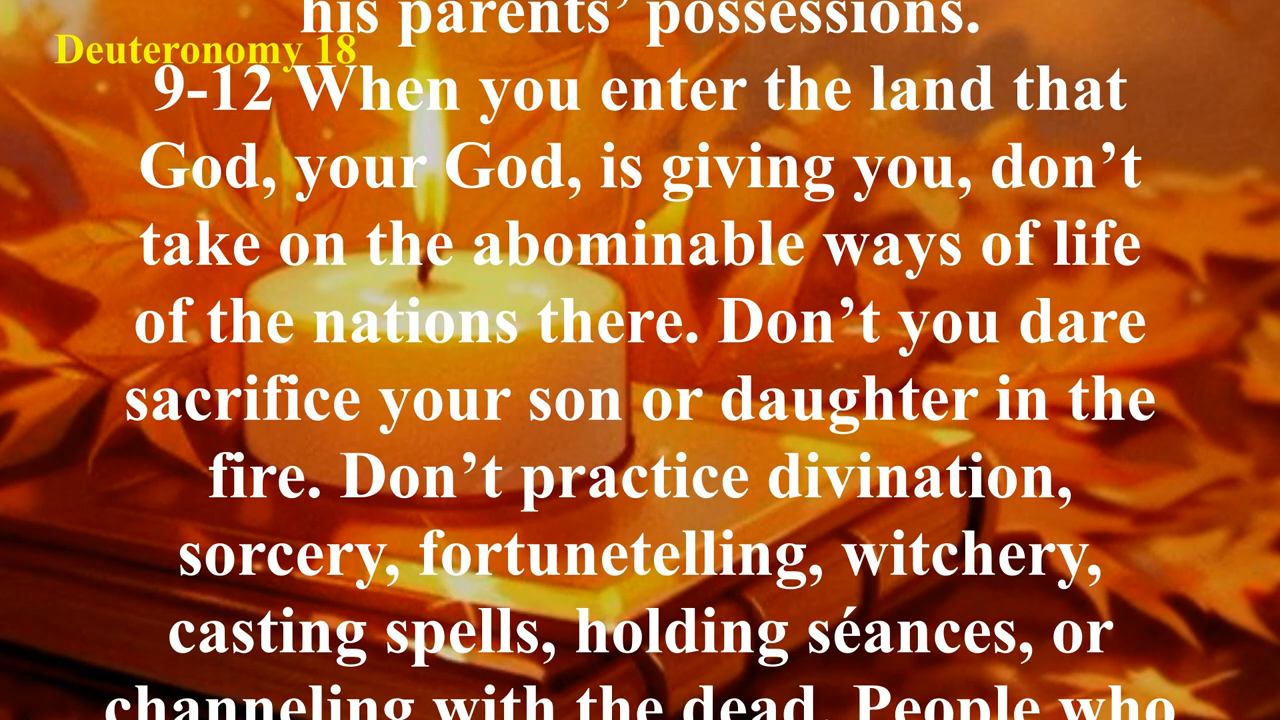 his parents’ possessions.
Deuteronomy 18
9-12 When you enter the land that
God, your God, is giving you, don’t
take on the abominable ways of life
of the nations there. Don’t you dare
sacrifice your son or daughter in the
fire. Don’t practice divination,
sorcery, fortunetelling, witchery,
casting spells, holding séances, or
channeling with the dead. People who